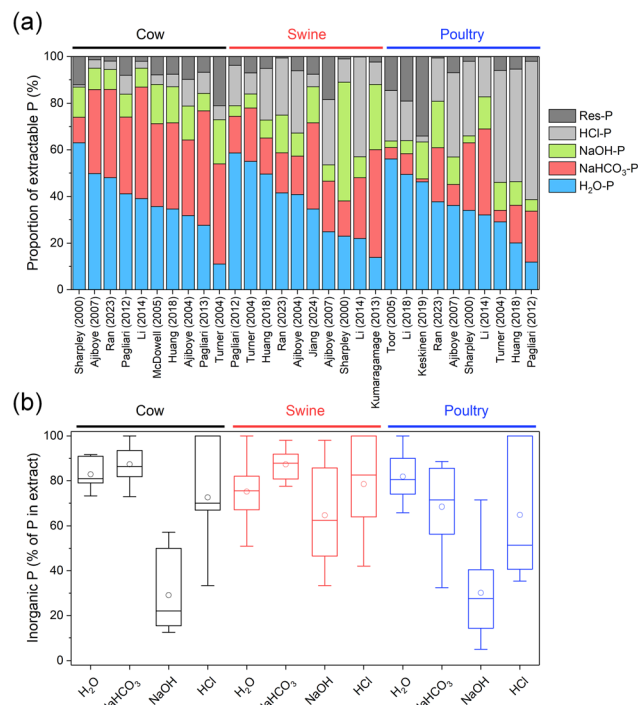 (a)
Cow Swine Poultry
Proportion of extractable P (%)
100
80
60
40
20
0
Res-P
HCl-P
NaOH-P
NaHCO₃-P
H₂O-P
Sharpley (2000)
Ajiboye (2007)
Ran (2023)
Pagliari (2012)
Li (2014)
McDowell (2005)
Huang (2018)
Ajiboye (2004)
Pagliari (2013)
Turner (2004)
Pagliari (2012)
Turner (2004)
Huang (2018)
Ran (2023)
Ajiboye (2004)
Jiang (2024)
Ajiboye (2007)
Sharpley (2000)
Li (2014)
Kumaragamage (2013)
Toor (2005)
Li (2018)
Keskinen (2019)
Ran (2023)
Ajiboye (2007)
Sharpley (2000)
Li (2014)
Turner (2004)
Huang (2018)
Pagliari (2012)
(b)
Cow Swine Poultry
Inorganic P (% of P in extract)
100
80
60
40
20
0
H₂O
aHCO₃
NaOH
HCl
H₂O
NaHCO₃
NaOH
HCl
H₂O
NaHCO₃
NaOH
HCl